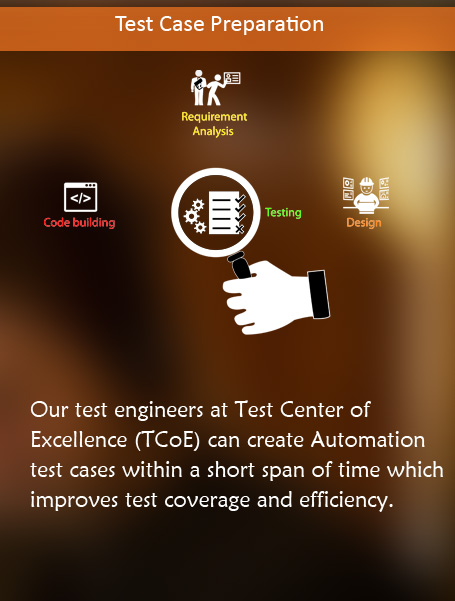 Test Case Preparation
Requirement
Analysis
Code building
Testing
Design
Our test engineers at Test Center of
Excellence (TCoE) can create Automation
test cases within a short span of time which
improves test coverage and efficiency.